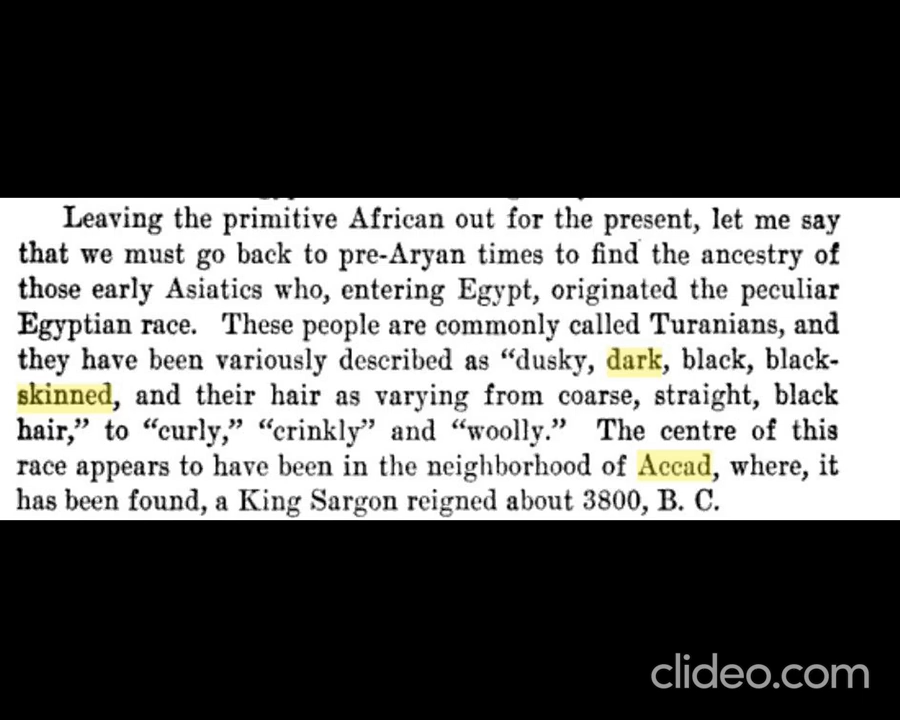 Leaving the primitive African out for the present, let me say
that we must go back to pre-Aryan times to find the ancestry of
those early Asiatics who, entering Egypt, originated the peculiar
Egyptian race. These people are commonly called Turanians, and
they have been variously described as “dusky, dark, black, black-
skinned, and their hair as varying from coarse, straight, black
hair,” to “curly,” “crinkly” and “woolly.” The centre of this
race appears to have been in the neighborhood of Accad, where, it
has been found, a King Sargon reigned about 3800, B. C.
clideo.com